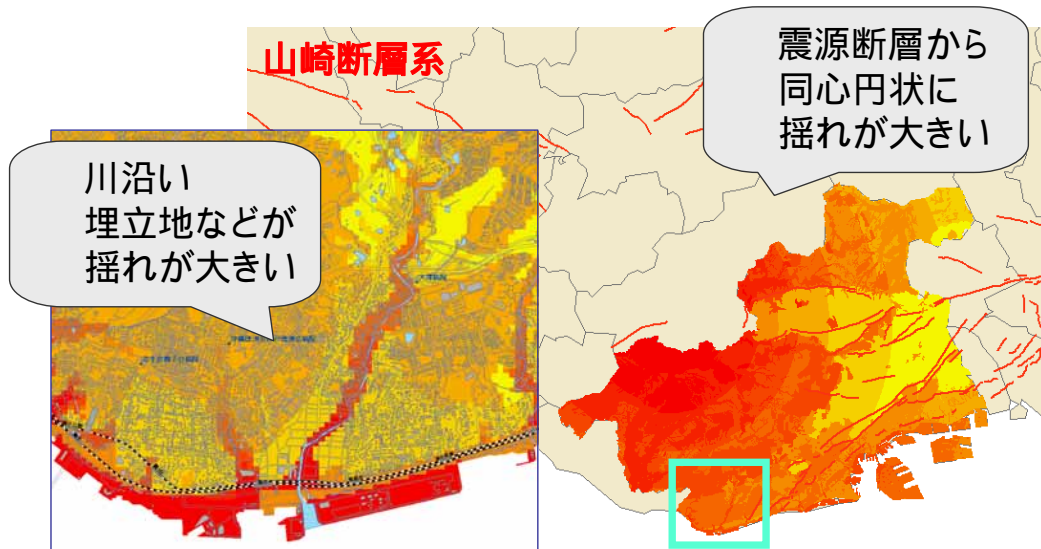 山崎断層系
震源断層から
同心円状に
揺れが大きい
川沿い
埋立地などが
揺れが大きい